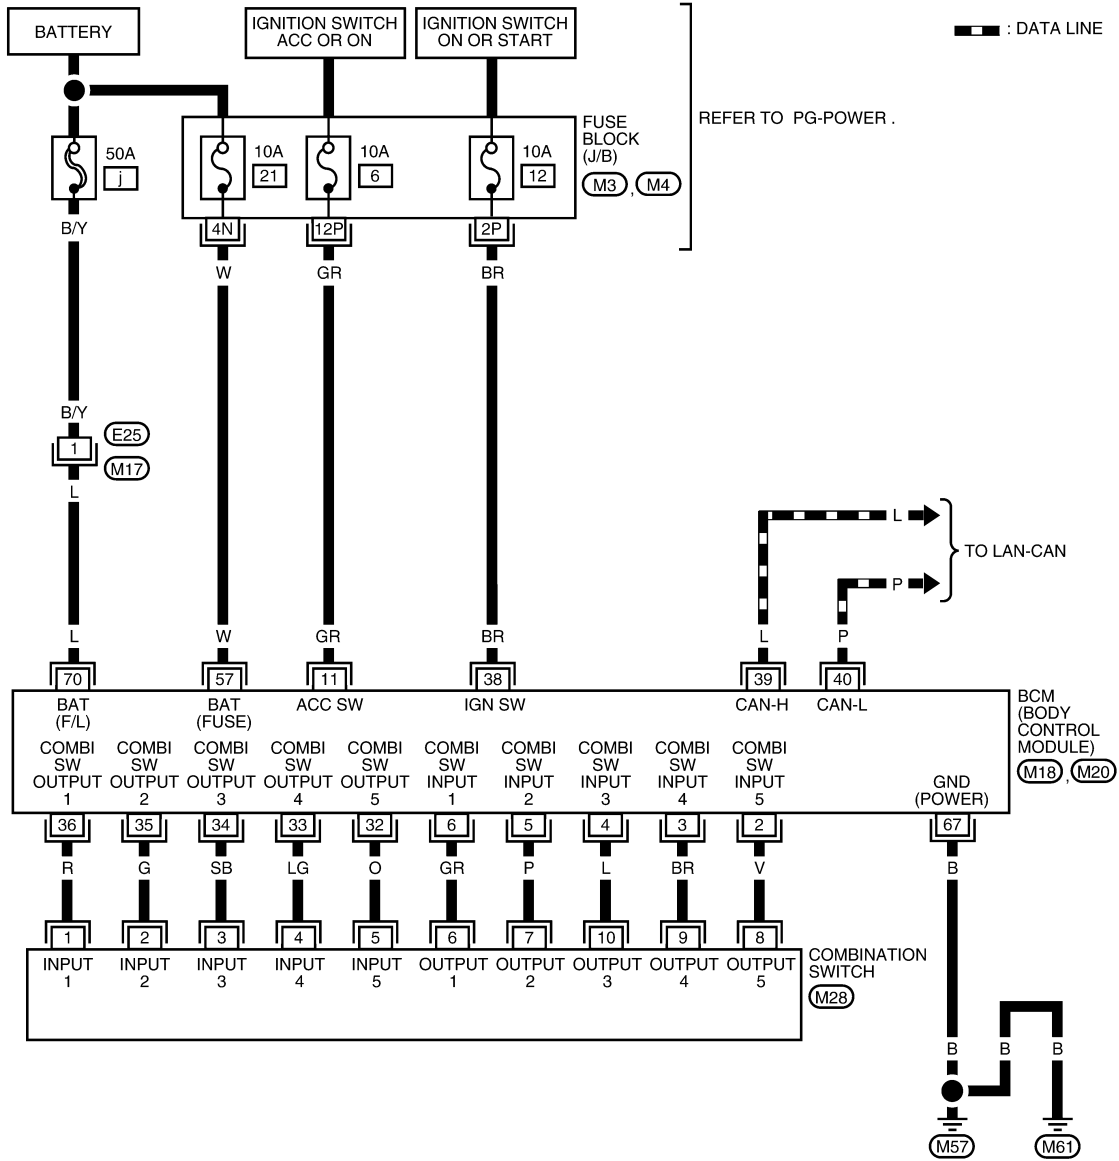 BATTERY
IGNITION SWITCH
ACC OR ON
IGNITION SWITCH
ON OR START
: DATA LINE
REFER TO PG-POWER .
50A
j
10A
21
10A
6
10A
12
FUSE
BLOCK
(J/B)
M3 , M4
4N
12P
2P
B/Y
W
GR
BR
B/Y
1
E25
M17
L
L
P
TO LAN-CAN
L
W
GR
BR
L
P
70
57
11
38
39
40
BAT
(F/L)
BAT
(FUSE)
ACC SW
IGN SW
CAN-H
CAN-L
BCM
(BODY
CONTROL
MODULE)
M18 , M20
COMBI
SW
OUTPUT
1
COMBI
SW
OUTPUT
2
COMBI
SW
OUTPUT
3
COMBI
SW
OUTPUT
4
COMBI
SW
OUTPUT
5
COMBI
SW
INPUT
1
COMBI
SW
INPUT
2
COMBI
SW
INPUT
3
COMBI
SW
INPUT
4
COMBI
SW
INPUT
5
GND
(POWER)
36
35
34
33
32
6
5
4
3
2
67
R
G
SB
LG
O
GR
P
L
BR
V
B
1
2
3
4
5
6
7
10
9
8
INPUT
1
INPUT
2
INPUT
3
INPUT
4
INPUT
5
OUTPUT
1
OUTPUT
2
OUTPUT
3
OUTPUT
4
OUTPUT
5
COMBINATION
SWITCH
M28
B
B
B
M57
M61